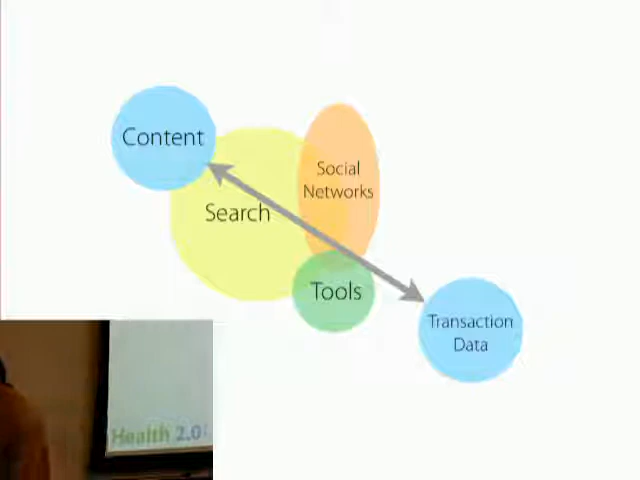 Content
Social
Networks
Search
Tools
Transaction
Data
Health 2.0